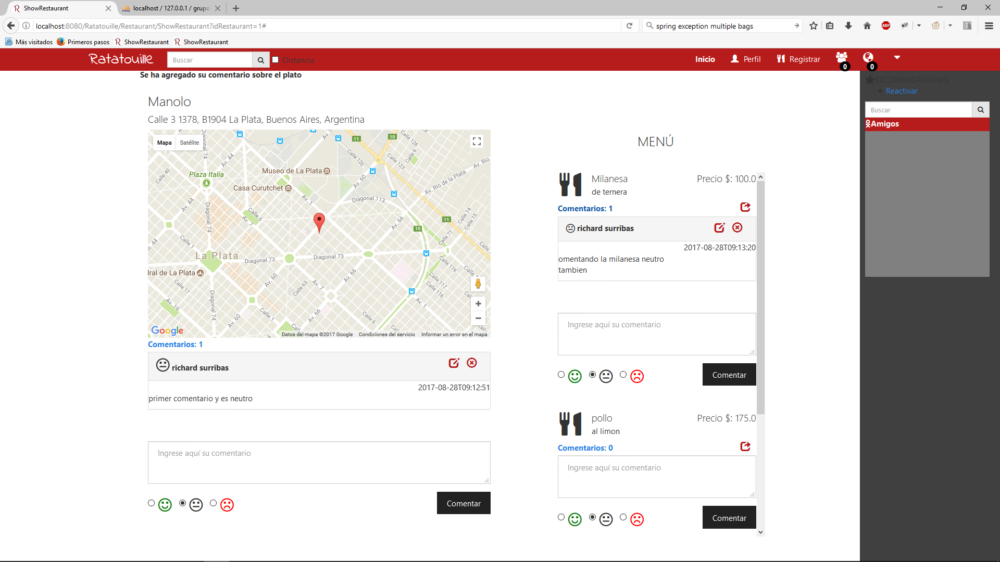 ShowRestaurant
localhost / 127.0.0.1 / grupo
localhost:8080/Ratatouille/Restaurant/ShowRestaurant?idRestaurant=1#
spring exception multiple bags
ABP
Más visitados
Primeros pasos
ShowRestaurant
ShowRestaurant
Ratatouille
Buscar
Distancia
Inicio
Perfil
Registrar
0
0
Se ha agregado su comentario sobre el plato
RECOMENDACIONES
Reactivar
Buscar
Amigos
Manolo
Calle 3 1378, B1904 La Plata, Buenos Aires, Argentina
Mapa
Satélite
Diagonal 74
Av. 44
Calle 40
Plaza Italia
Museo de La Plata
Casa Curutchet
Av. 60
Calle 120
Calle 123
Calle 126
Calle 6
11
10
Av. Rio
Av. Rio de la Plata
Diagonal 113
Av. 1
Av. 44
Diagonal 74
Calle 6
Av. 7
Av. 66
11
10
Calle 14
Calle 15
Calle 71
Av. 44
Calle 1
La Plata
Diagonal 73
Diagonal 73
dral de La Plata
Calle 17
Av. 60
Calle 63
Av. 7
Av. 66
Calle 119
Calle 117
Calle 116
Av. 19
Diagonal 74
Av. 60
Calle 1
Av. 66
Calle 6
Av. 1
Google
Datos del mapa ©2017 Google
Condiciones del servicio
Informar un error en el mapa
Comentarios: 1
richard surribas
2017-08-28T09:12:51
primer comentario y es neutro
Ingrese aquí su comentario
Comentar
MENÚ
Milanesa
Precio $: 100.0
de ternera
Comentarios: 1
richard surribas
2017-08-28T09:13:20
omentando la milanesa neutro
tambien
Ingrese aquí su comentario
Comentar
pollo
Precio $: 175.0
al limon
Comentarios: 0
Ingrese aquí su comentario
Comentar